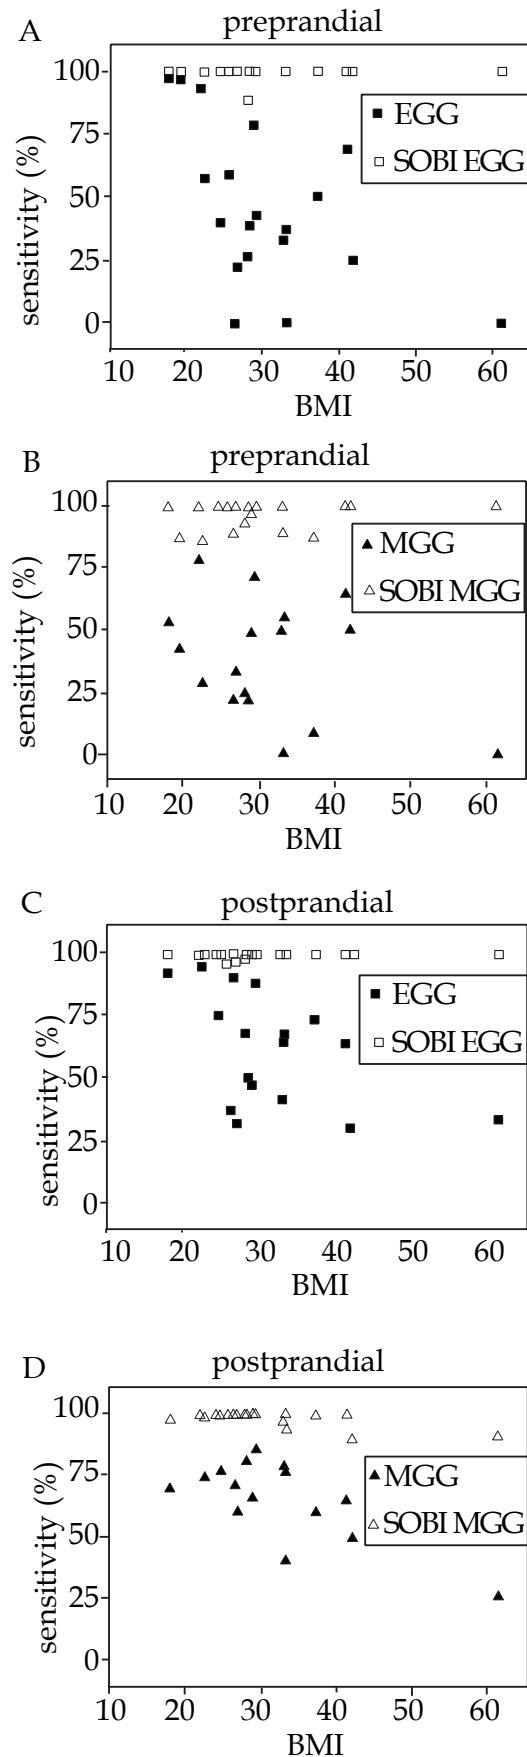 A
preprandial
sensitivity (%)
100
75
50
25
0
EGG
SOBI EGG
10 20 30 40 50 60
BMI
B
preprandial
sensitivity (%)
100
75
50
25
0
MGG
SOBI MGG
10 20 30 40 50 60
BMI
C
postprandial
sensitivity (%)
100
75
50
25
0
EGG
SOBI EGG
10 20 30 40 50 60
BMI
D
postprandial
sensitivity (%)
100
75
50
25
0
MGG
SOBI MGG
10 20 30 40 50 60
BMI